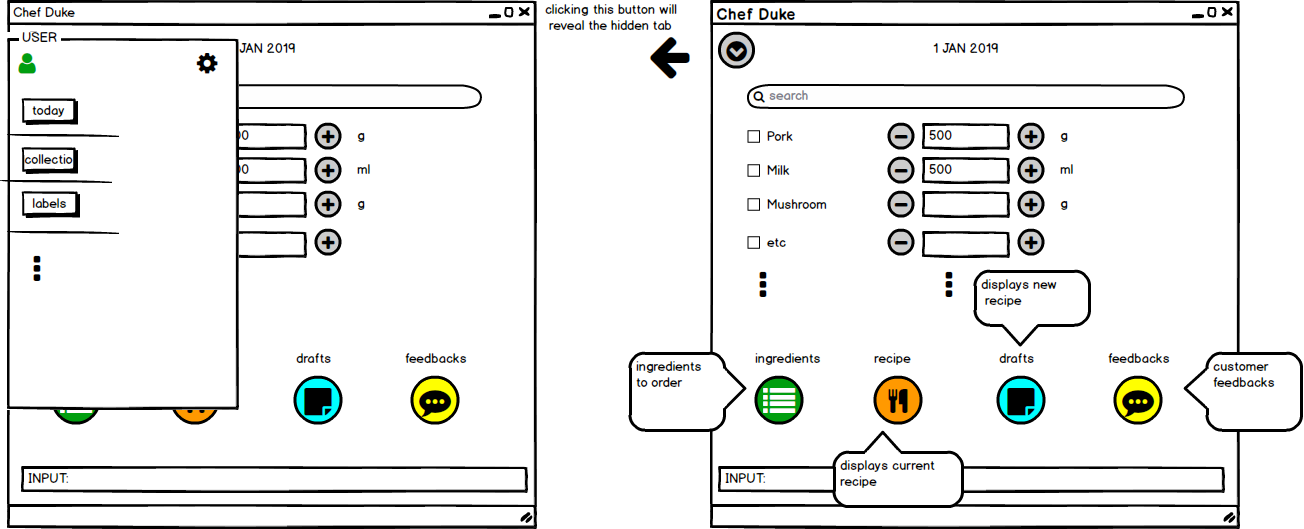 Chef Duke
USER
JAN 2019
today
collectio
labels
00 g
00 ml
g
drafts feedbacks
INPUT:
clicking this button will
reveal the hidden tab
Chef Duke
1 JAN 2019
search
Pork 500 g
Milk 500 ml
Mushroom g
etc
displays new
recipe
ingredients recipe drafts feedbacks
ingredients
to order
customer
feedbacks
displays current
recipe
INPUT: